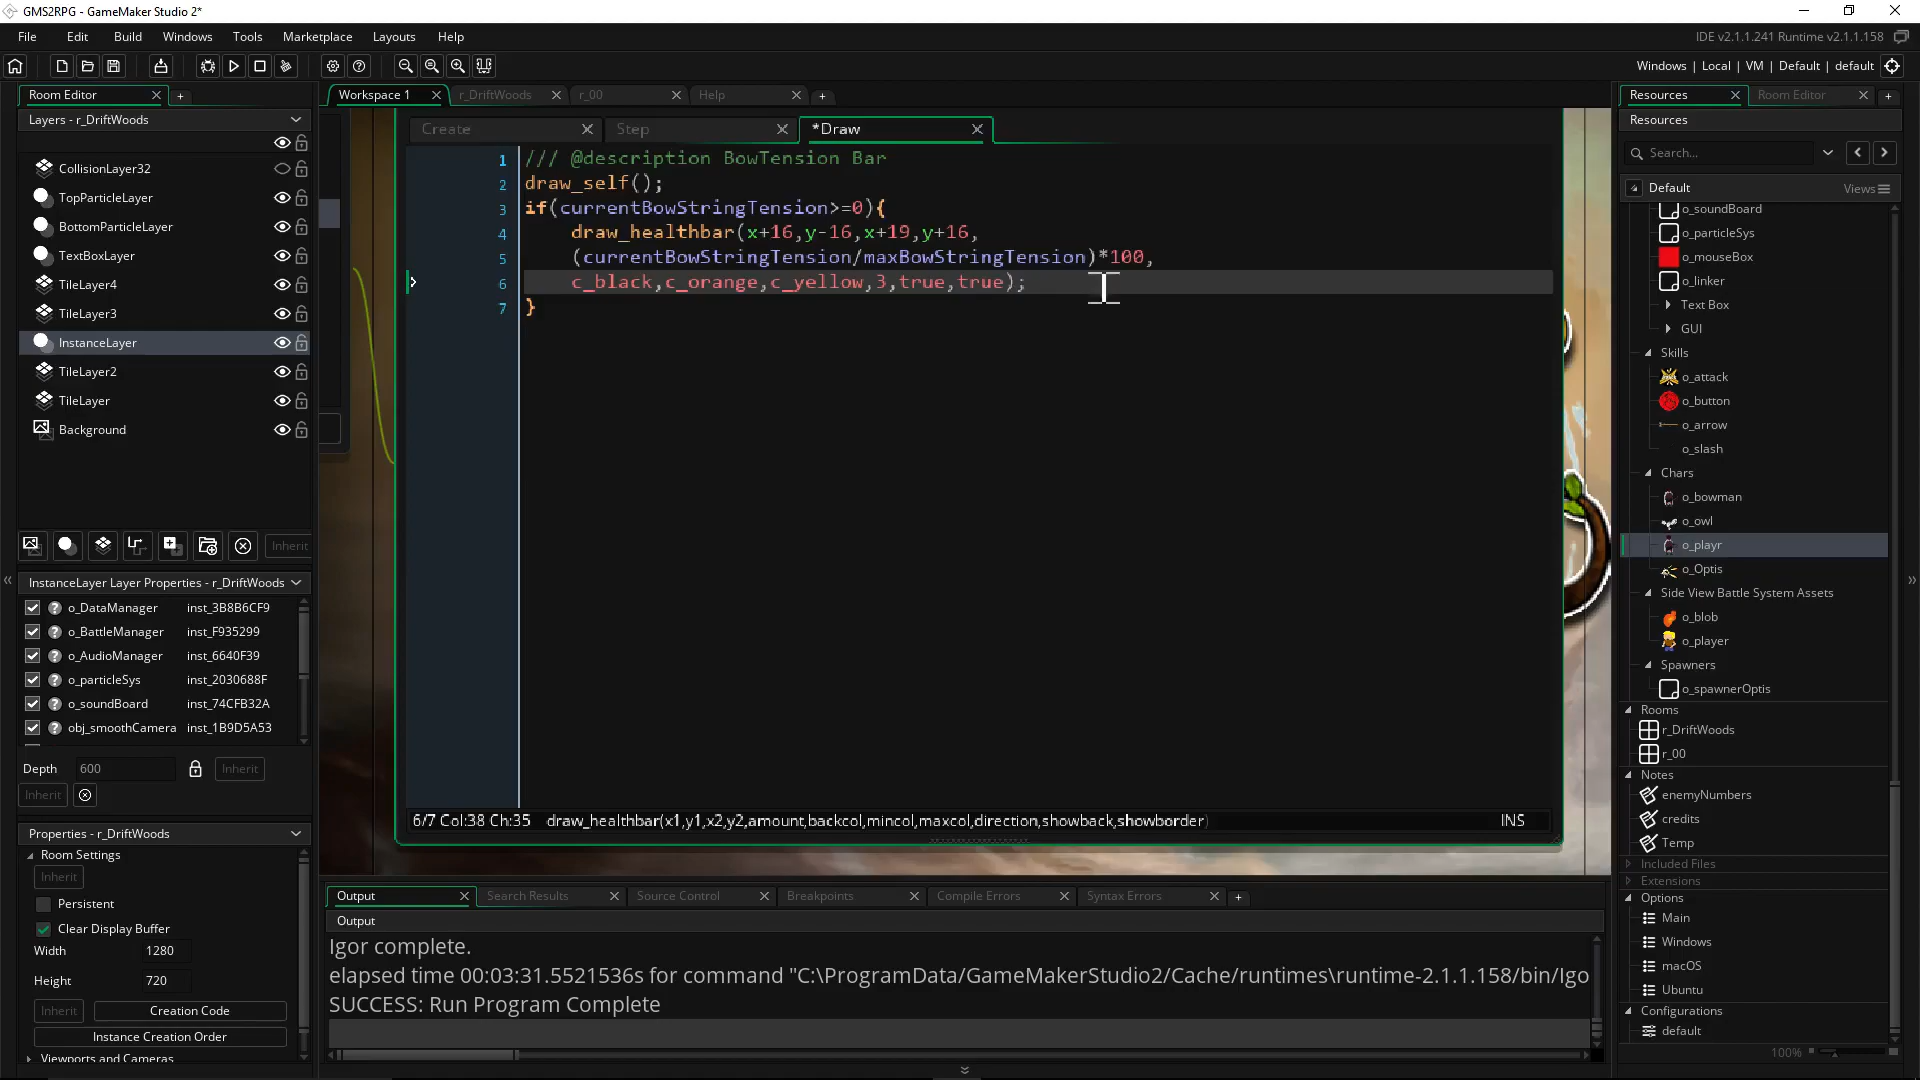 GMS2RPG - GameMaker Studio 2*
File Edit Build Windows Tools Marketplace Layouts Help
IDE v2.1.1.241 Runtime v2.1.1.158
Windows | Local | VM | Default | default
Room Editor
Layers - r_DriftWoods
CollisionLayer32
TopParticleLayer
BottomParticleLayer
TextBoxLayer
TileLayer4
TileLayer3
InstanceLayer
TileLayer2
TileLayer
Background
Inherit
InstanceLayer Layer Properties - r_DriftWoods
o_DataManager inst_3B8B6CF9
o_BattleManager inst_F935299
o_AudioManager inst_6640F39
o_particleSys inst_2030688F
o_soundBoard inst_74CFB32A
obj_smoothCamera inst_1B9D5A53
Depth 600 Inherit
Inherit
Properties - r_DriftWoods
Room Settings
Inherit
Persistent
Clear Display Buffer
Width 1280
Height 720
Inherit Creation Code
Instance Creation Order
Viewports and Cameras
Workspace 1 r_DriftWoods r_00 Help
Create Step *Draw
1 /// @description BowTension Bar
2 draw_self();
3 if(currentBowStringTension>=0){
4 draw_healthbar(x+16,y-16,x+19,y+16,
5 (currentBowStringTension/maxBowStringTension)*100,
6 c_black,c_orange,c_yellow,3,true,true);
7 }
6/7 Col:38 Ch:35 draw_healthbar(x1,y1,x2,y2,amount,backcol,mincol,maxcol,direction,showback,showborder) INS
Output Search Results Source Control Breakpoints Compile Errors Syntax Errors
Output
Igor complete.
elapsed time 00:03:31.5521536s for command "C:\ProgramData/GameMakerStudio2/Cache/runtimes\runtime-2.1.1.158/bin/Igo
SUCCESS: Run Program Complete
Resources Room Editor
Resources
Search...
Default Views
o_soundBoard
o_particleSys
o_mouseBox
o_linker
Text Box
GUI
Skills
o_attack
o_button
o_arrow
o_slash
Chars
o_bowman
o_owl
o_playr
o_Optis
Side View Battle System Assets
o_blob
o_player
Spawners
o_spawnerOptis
Rooms
r_DriftWoods
r_00
Notes
enemyNumbers
credits
Temp
Included Files
Extensions
Options
Main
Windows
macOS
Ubuntu
Configurations
default
100%